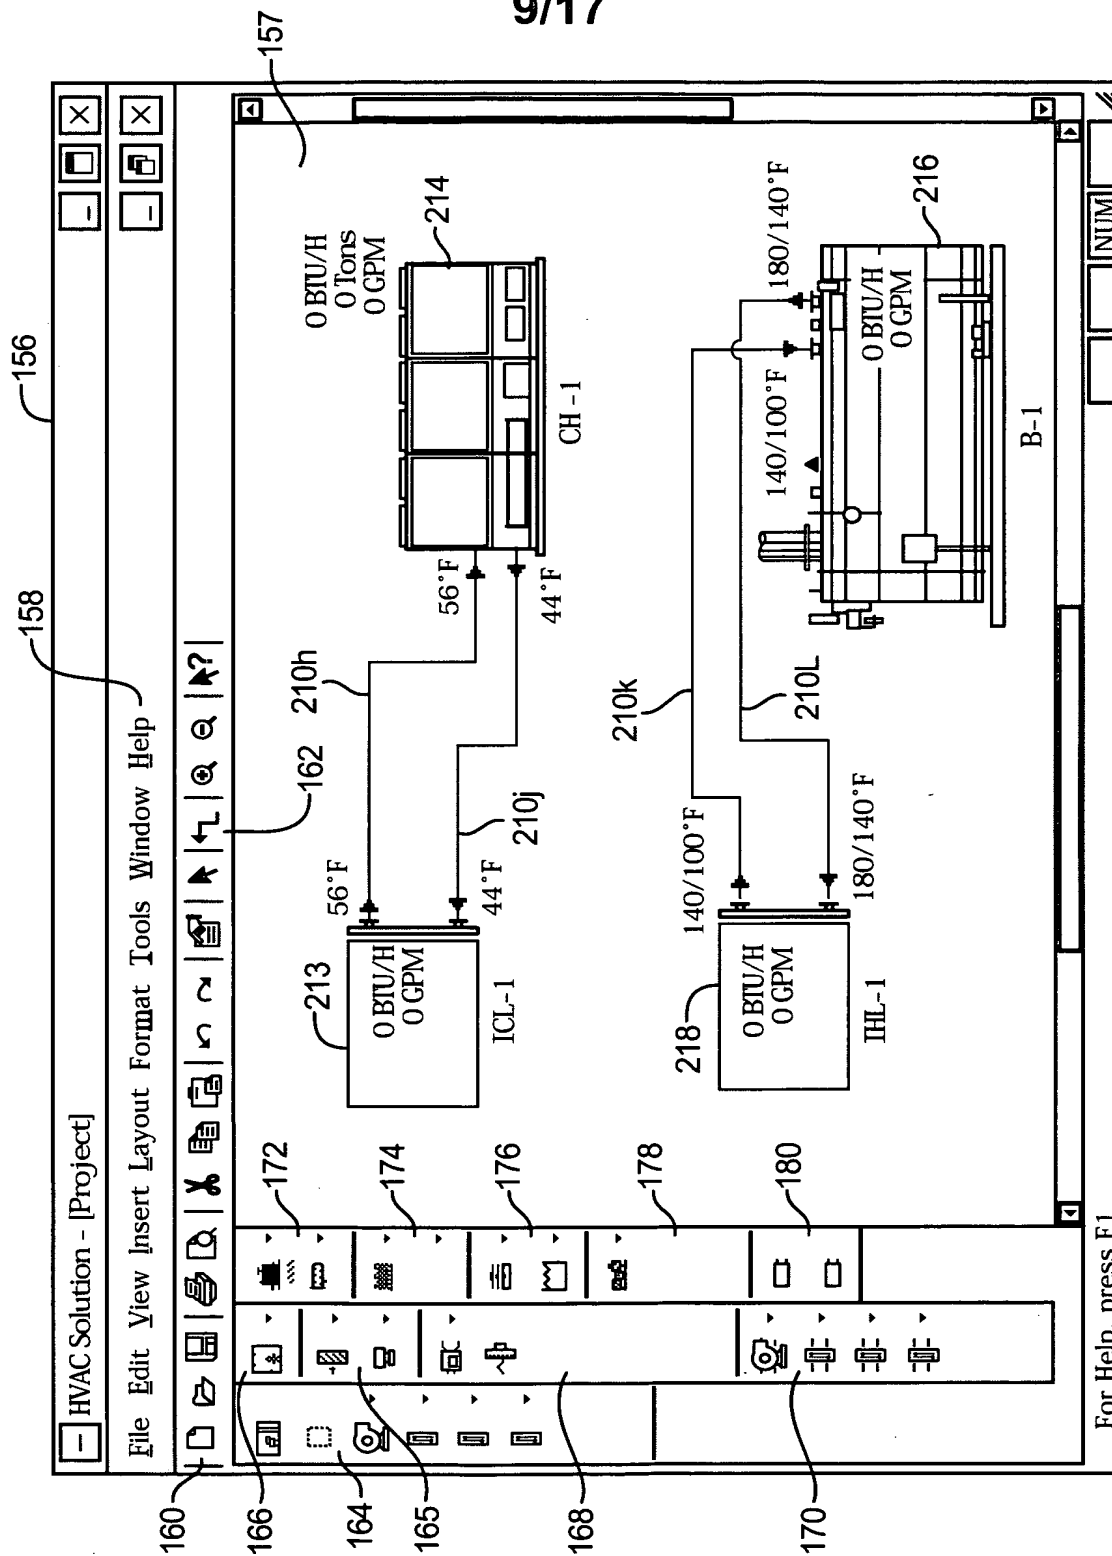 9/17
156
158
HVAC Solution - [Project]
File Edit View Insert Layout Format Tools Window Help
160
162
?
166
164
165
168
170
172
174
176
178
180
157
213
0 BTU/H
0 GPM
ICL-1
56°F
44°F
210h
210j
56°F
44°F
0 BTU/H
0 Tons
0 GPM
214
CH-1
218
0 BTU/H
0 GPM
IHL-1
140/100°F
180/140°F
210k
210L
140/100°F
180/140°F
0 BTU/H
0 GPM
216
B-1
For Help, press F1
NUM